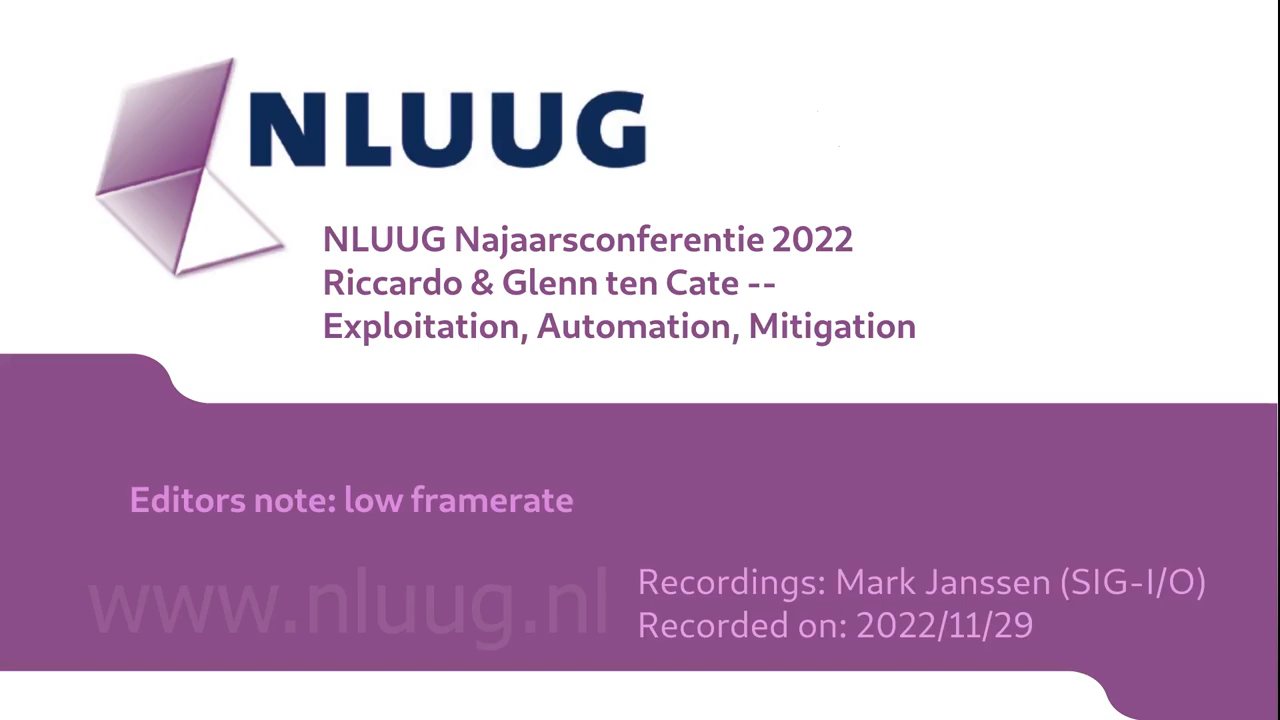 NLUUG
NLUUG Najaarsconferentie 2022
Riccardo & Glenn ten Cate --
Exploitation, Automation, Mitigation
Editors note: low framerate
www.nluug.nl
Recordings: Mark Janssen (SIG-I/O)
Recorded on: 2022/11/29